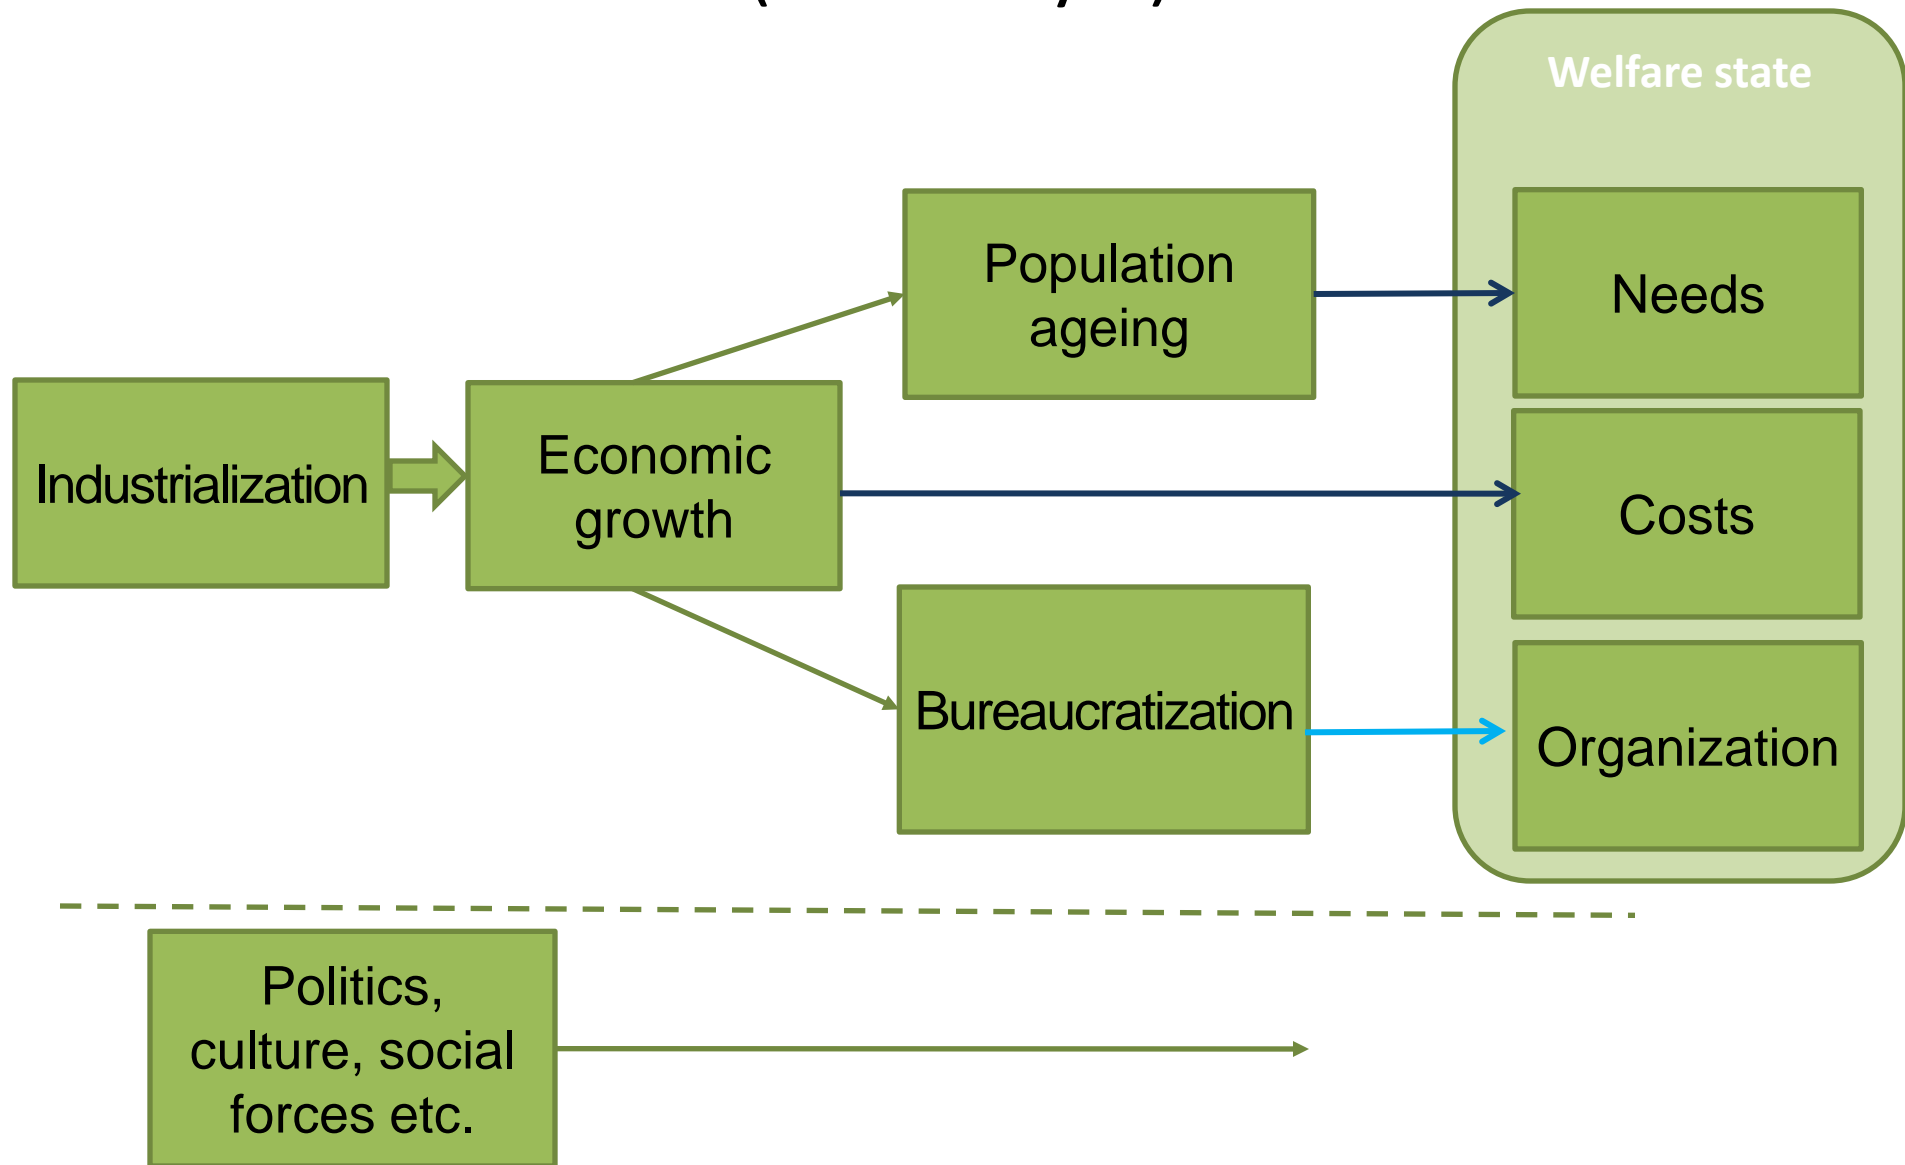 Welfare state
Population
ageing
Needs
Industrialization
Economic
growth
Costs
Bureaucratization
Organization
Politics,
culture, social
forces etc.